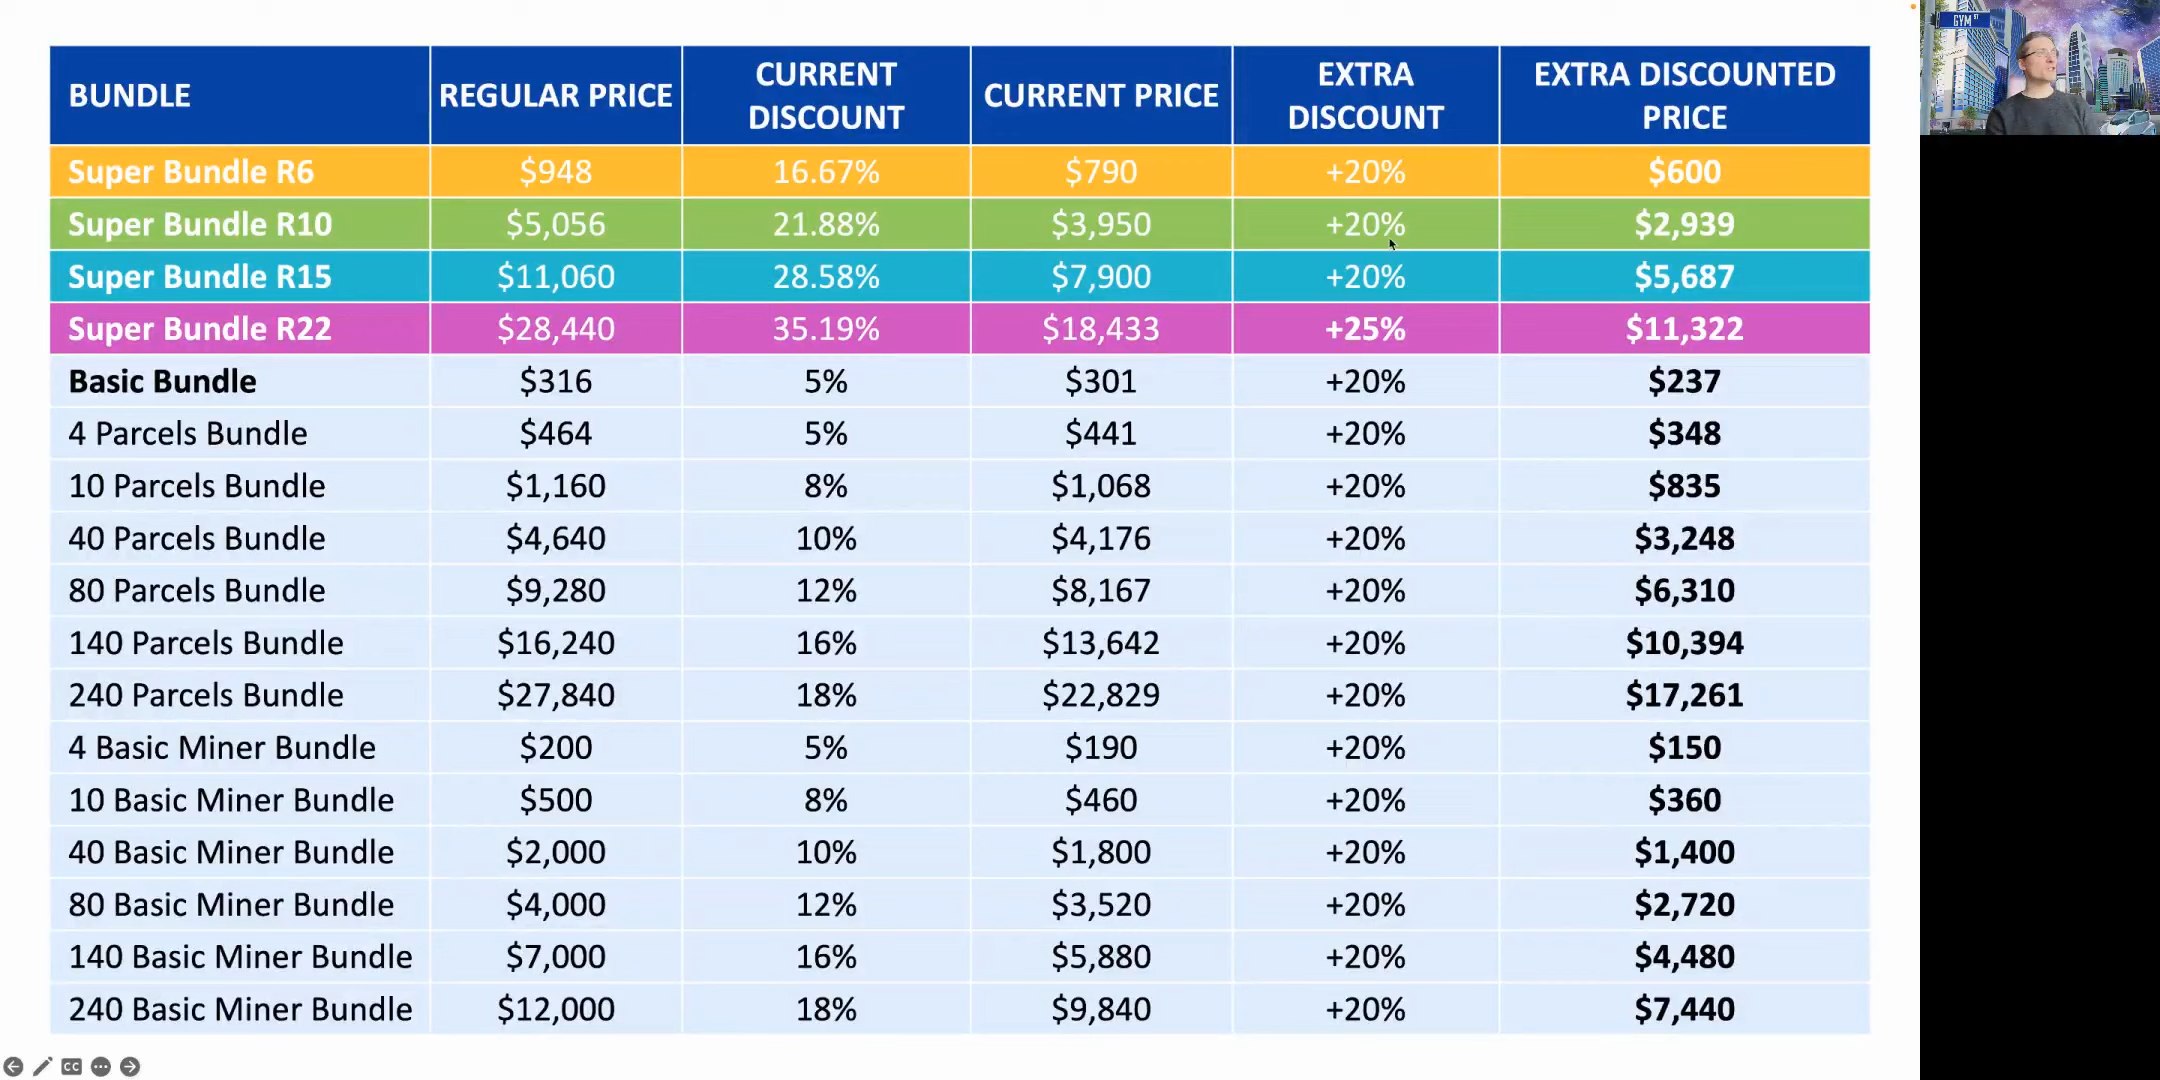 BUNDLE REGULAR PRICE CURRENT DISCOUNT CURRENT PRICE EXTRA DISCOUNT EXTRA DISCOUNTED PRICE
Super Bundle R6 $948 16.67% $790 +20% $600
Super Bundle R10 $5,056 21.88% $3,950 +20% $2,939
Super Bundle R15 $11,060 28.58% $7,900 +20% $5,687
Super Bundle R22 $28,440 35.19% $18,433 +25% $11,322
Basic Bundle $316 5% $301 +20% $237
4 Parcels Bundle $464 5% $441 +20% $348
10 Parcels Bundle $1,160 8% $1,068 +20% $835
40 Parcels Bundle $4,640 10% $4,176 +20% $3,248
80 Parcels Bundle $9,280 12% $8,167 +20% $6,310
140 Parcels Bundle $16,240 16% $13,642 +20% $10,394
240 Parcels Bundle $27,840 18% $22,829 +20% $17,261
4 Basic Miner Bundle $200 5% $190 +20% $150
10 Basic Miner Bundle $500 8% $460 +20% $360
40 Basic Miner Bundle $2,000 10% $1,800 +20% $1,400
80 Basic Miner Bundle $4,000 12% $3,520 +20% $2,720
140 Basic Miner Bundle $7,000 16% $5,880 +20% $4,480
240 Basic Miner Bundle $12,000 18% $9,840 +20% $7,440
GYM ST
CC